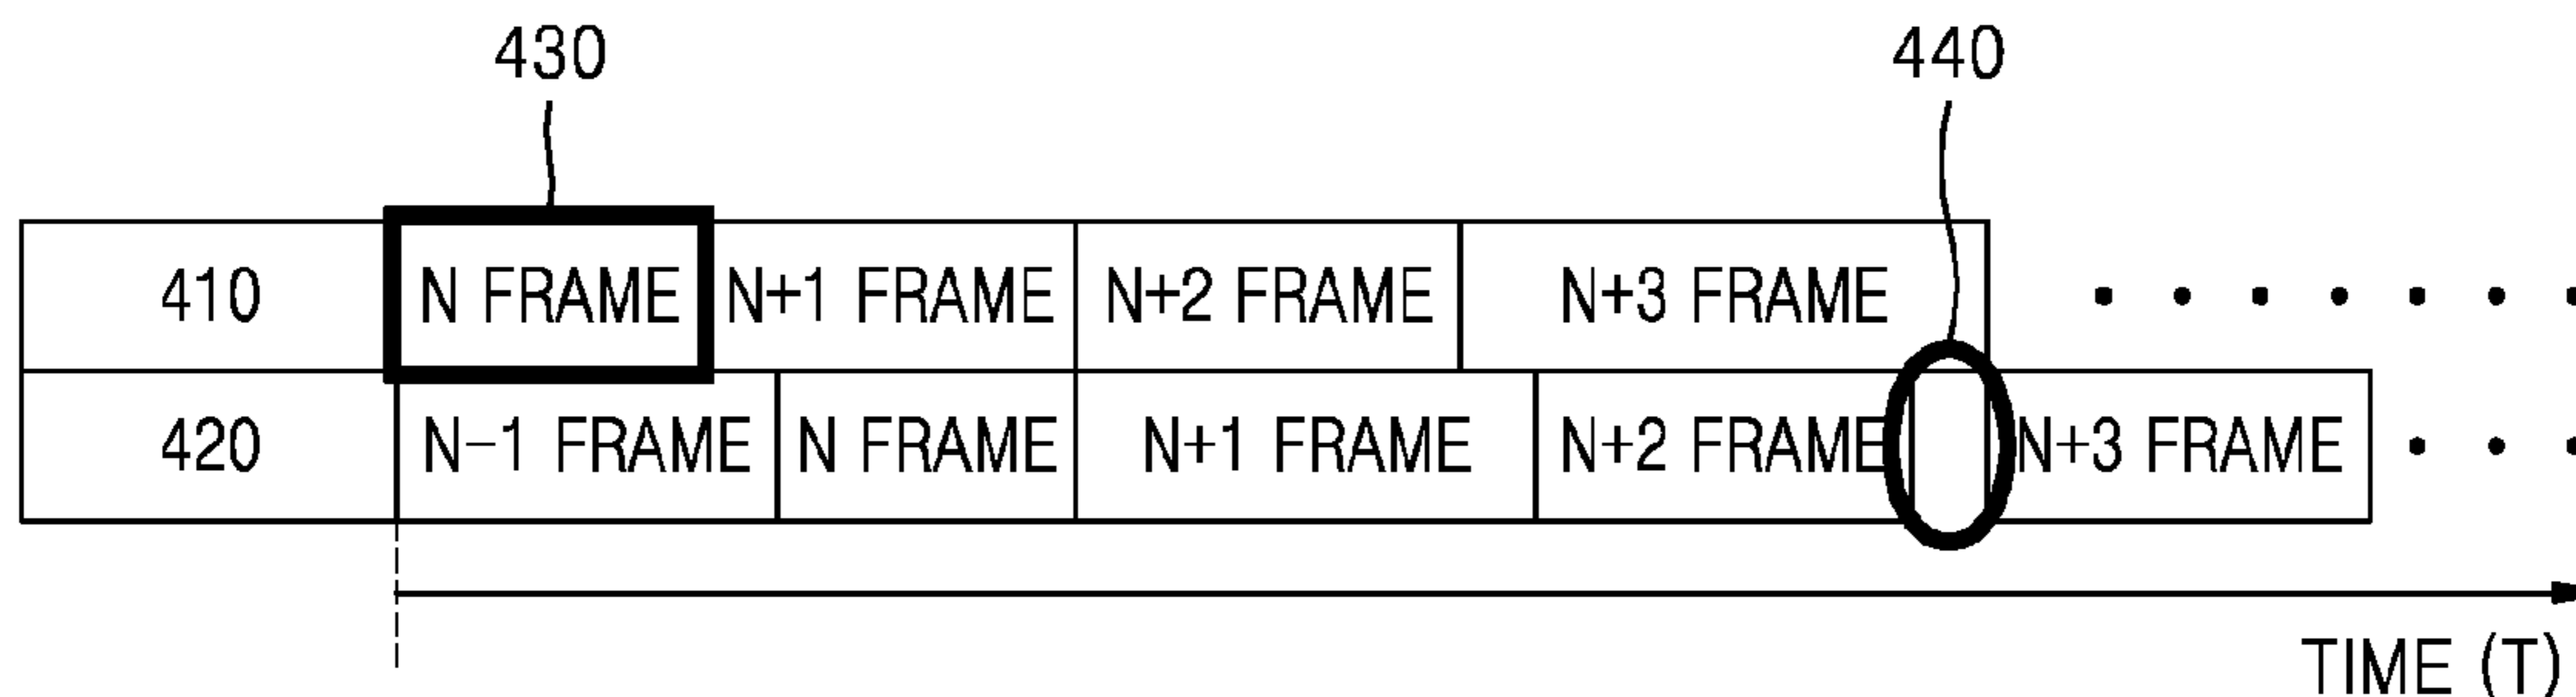 430 440
410 N FRAME N+1 FRAME N+2 FRAME N+3 FRAME
420 N-1 FRAME N FRAME N+1 FRAME N+2 FRAME N+3 FRAME
TIME (T)